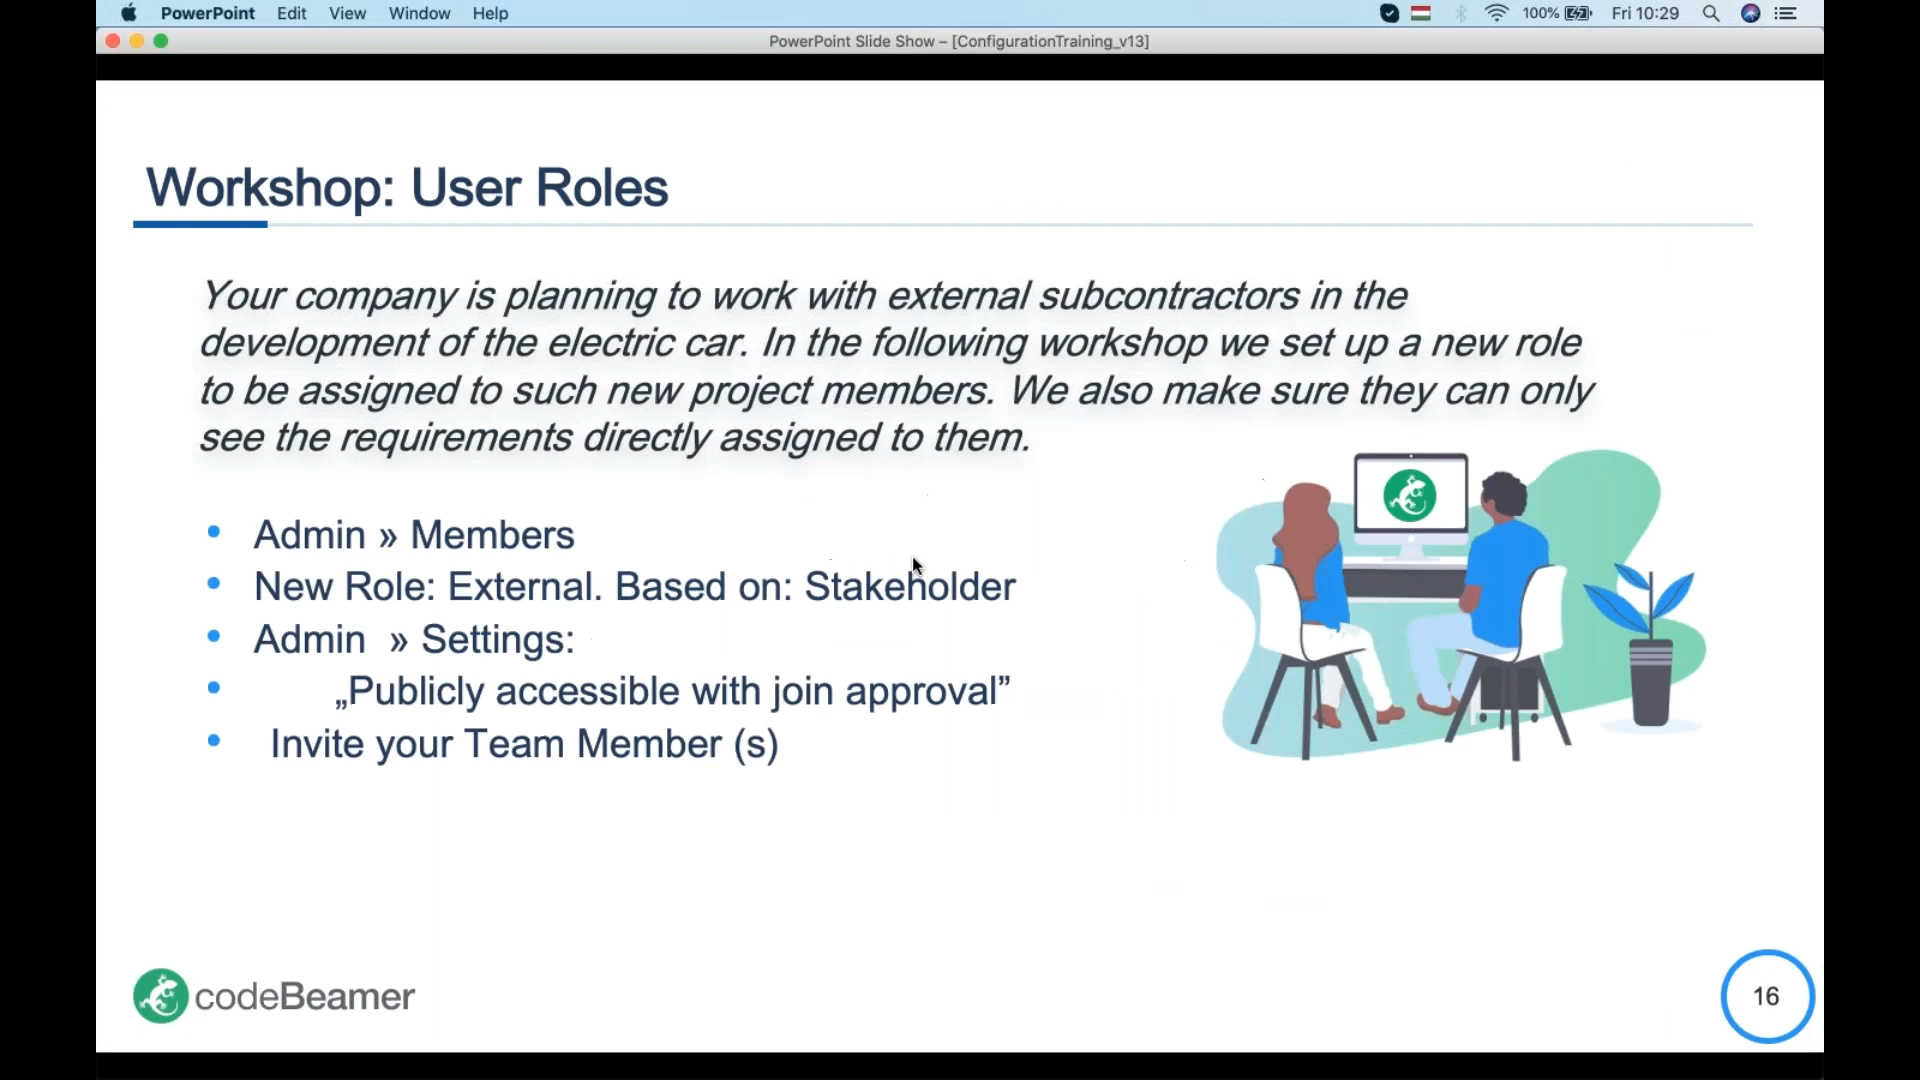 PowerPoint Edit View Window Help 100% Fri 10:29
PowerPoint Slide Show – [ConfigurationTraining_v13]
Workshop: User Roles
Your company is planning to work with external subcontractors in the
development of the electric car. In the following workshop we set up a new role
to be assigned to such new project members. We also make sure they can only
see the requirements directly assigned to them.
• Admin » Members
• New Role: External. Based on: Stakeholder
• Admin » Settings:
• „Publicly accessible with join approval”
• Invite your Team Member (s)
codeBeamer
16